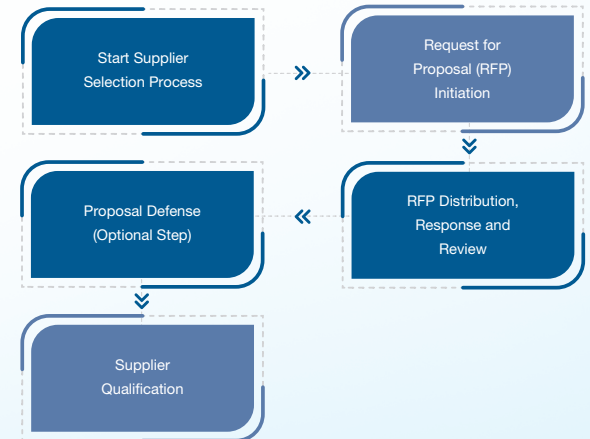 Start Supplier
Selection Process
Request for
Proposal (RFP)
Initiation
RFP Distribution,
Response and
Review
Proposal Defense
(Optional Step)
Supplier
Qualification